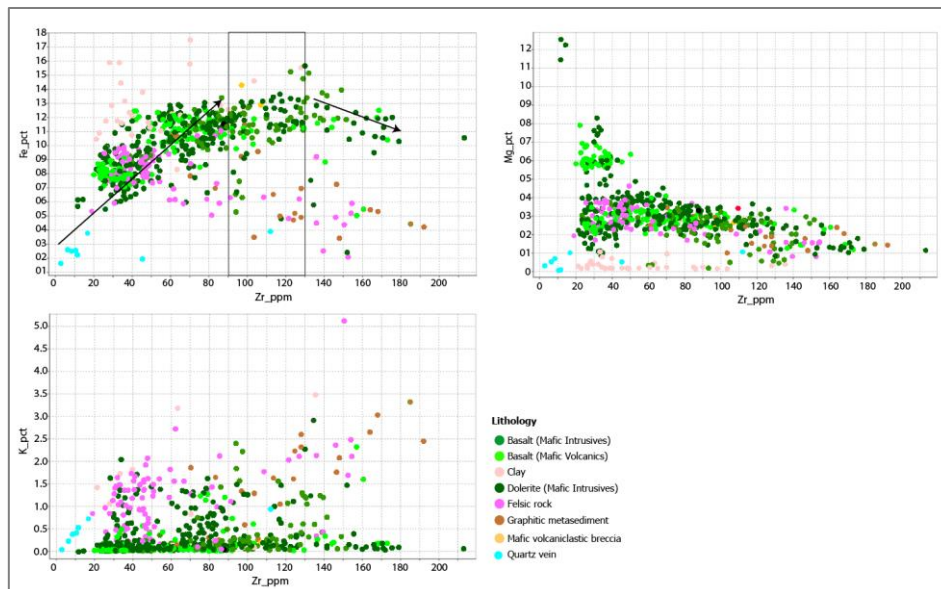 18
17
16
15
14
13
12
11
10
09
08
07
06
05
04
03
02
01
Fe_pct
0 20 40 60 80 100 120 140 160 180 200
Zr_ppm
12
11
10
09
08
07
06
05
04
03
02
01
0
Mg_pct
0 20 40 60 80 100 120 140 160 180 200
Zr_ppm
5.0
4.5
4.0
3.5
3.0
2.5
2.0
1.5
1.0
0.5
0.0
K_pct
0 20 40 60 80 100 120 140 160 180 200
Zr_ppm
Lithology
Basalt (Mafic Intrusives)
Basalt (Mafic Volcanics)
Clay
Dolerite (Mafic Intrusives)
Felsic rock
Graphitic metasediment
Mafic volcaniclastic breccia
Quartz vein